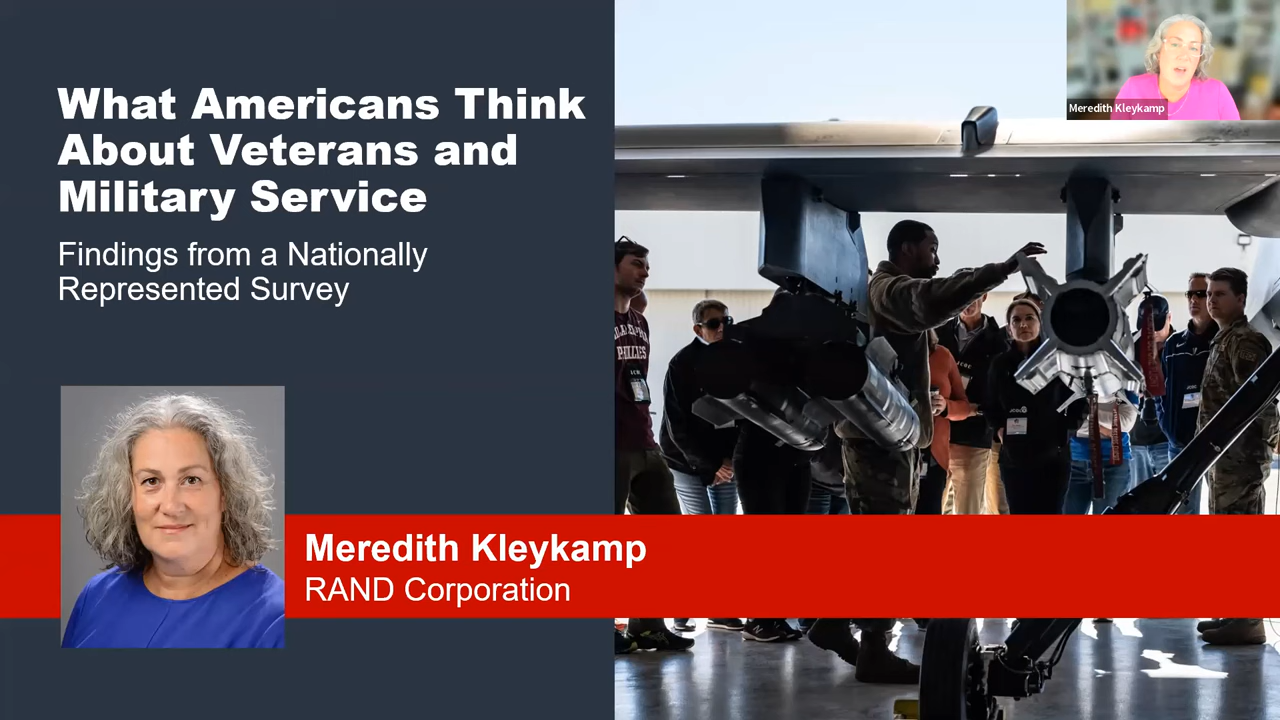 What Americans Think
About Veterans and
Military Service
Findings from a Nationally
Represented Survey
Meredith Kleykamp
RAND Corporation
Meredith Kleykamp
PHILLIES